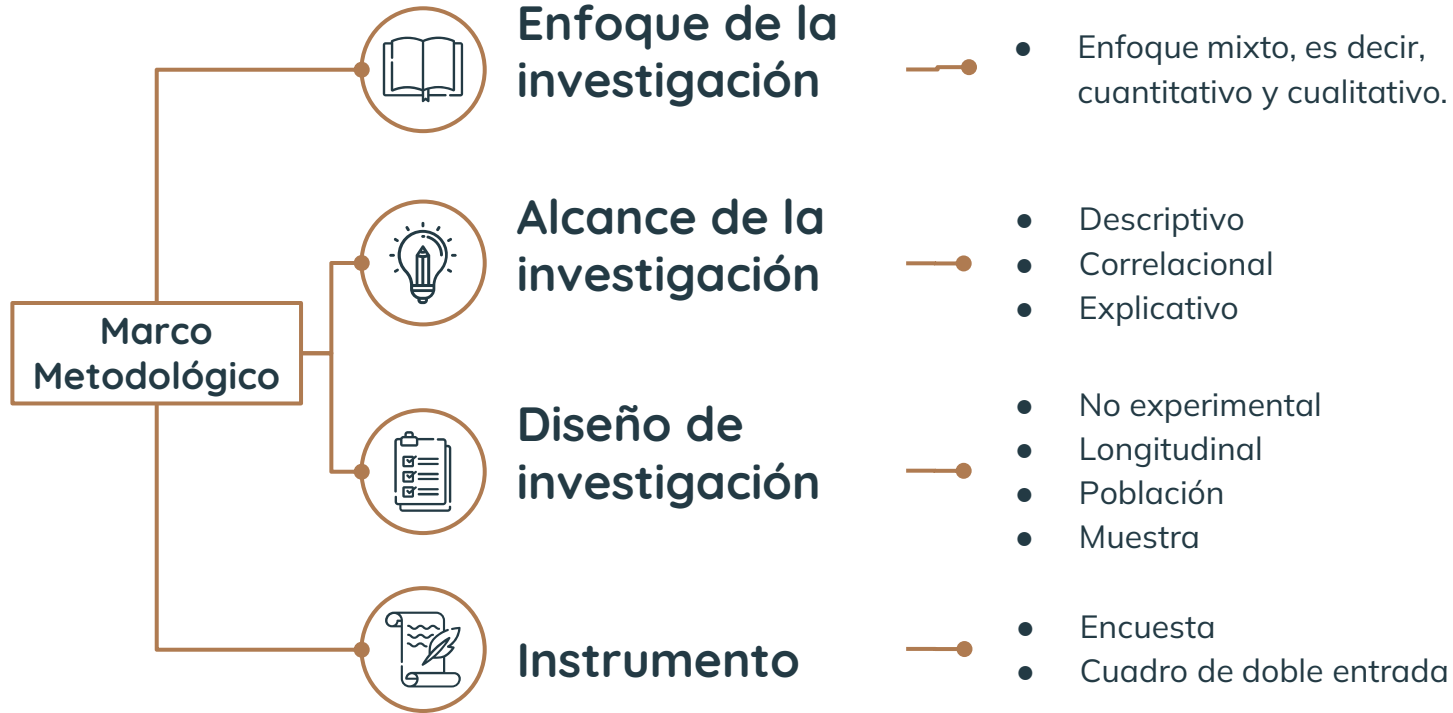 Marco
Metodológico
Enfoque de la
investigación
● Enfoque mixto, es decir,
cuantitativo y cualitativo.
Alcance de la
investigación
● Descriptivo
● Correlacional
● Explicativo
Diseño de
investigación
● No experimental
● Longitudinal
● Población
● Muestra
Instrumento
● Encuesta
● Cuadro de doble entrada